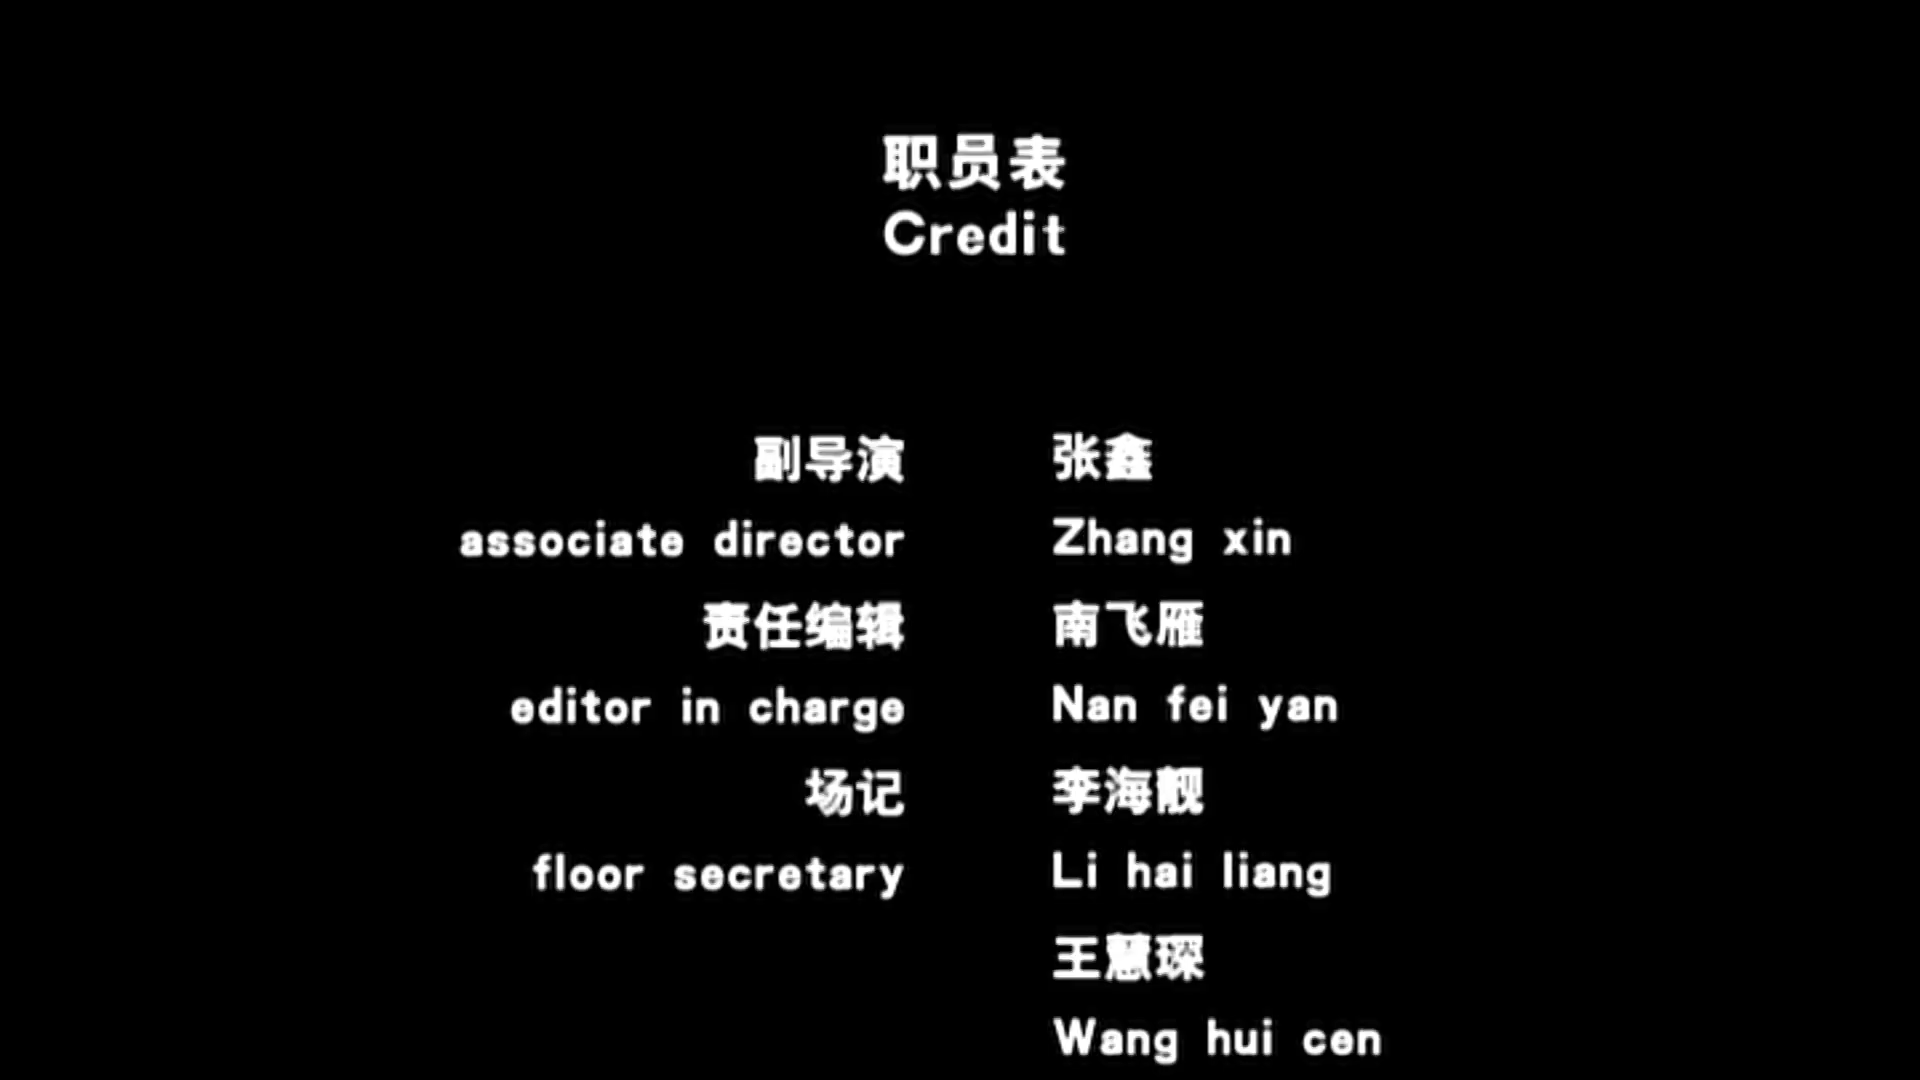 职员表
Credit
副导演 张鑫
associate director Zhang xin
责任编辑 南飞雁
editor in charge Nan fei yan
场记 李海靓
floor secretary Li hai liang
王慧琛
Wang hui cen